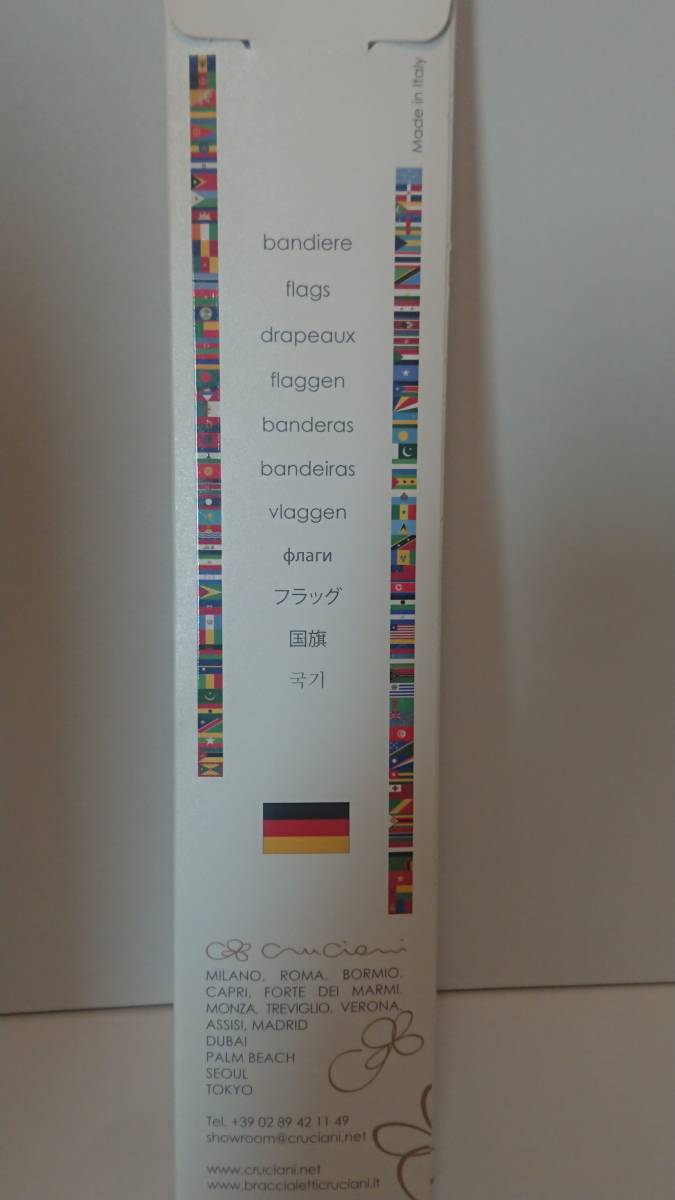 Made in Italy
bandiere
flags
drapeaux
flaggen
banderas
bandeiras
vlaggen
флаги
フラッグ
国旗
국기
C cruciani
MILANO, ROMA, BORMIO,
CAPRI, FORTE DEI MARMI,
MONZA, TREVIGLIO, VERONA,
ASSISI, MADRID
DUBAI
PALM BEACH
SEOUL
TOKYO
Tel. +39 02 89 42 11 49
showroom@cruciani.net
www.cruciani.net
www.braccialetticruciani.it